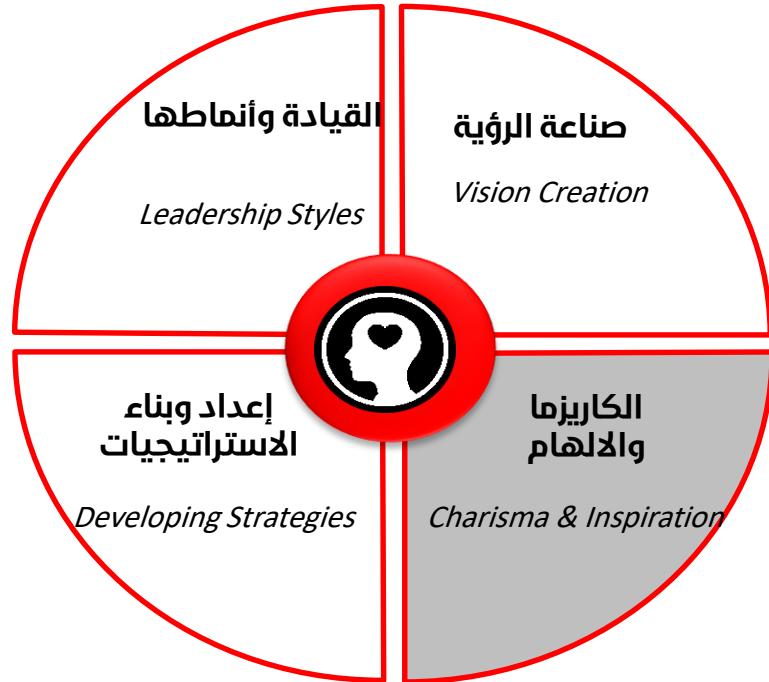 القيادة وأنماطها
Leadership Styles
صناعة الرؤية
Vision Creation
إعداد وبناء
الاستراتيجيات
Developing Strategies
الكاريزما
والالهام
Charisma & Inspiration